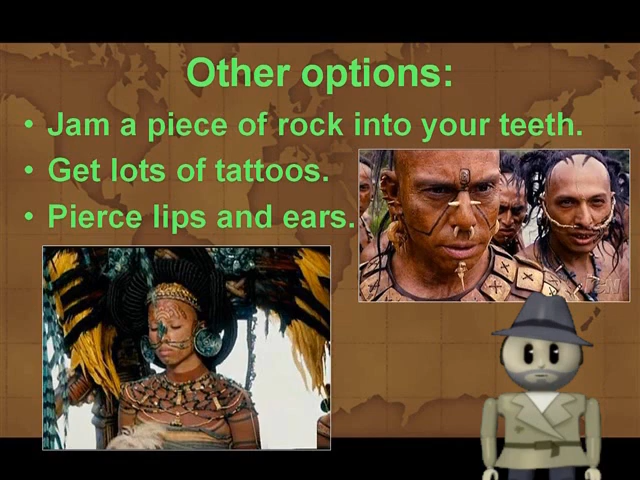 Other options:
• Jam a piece of rock into your teeth.
• Get lots of tattoos.
• Pierce lips and ears.